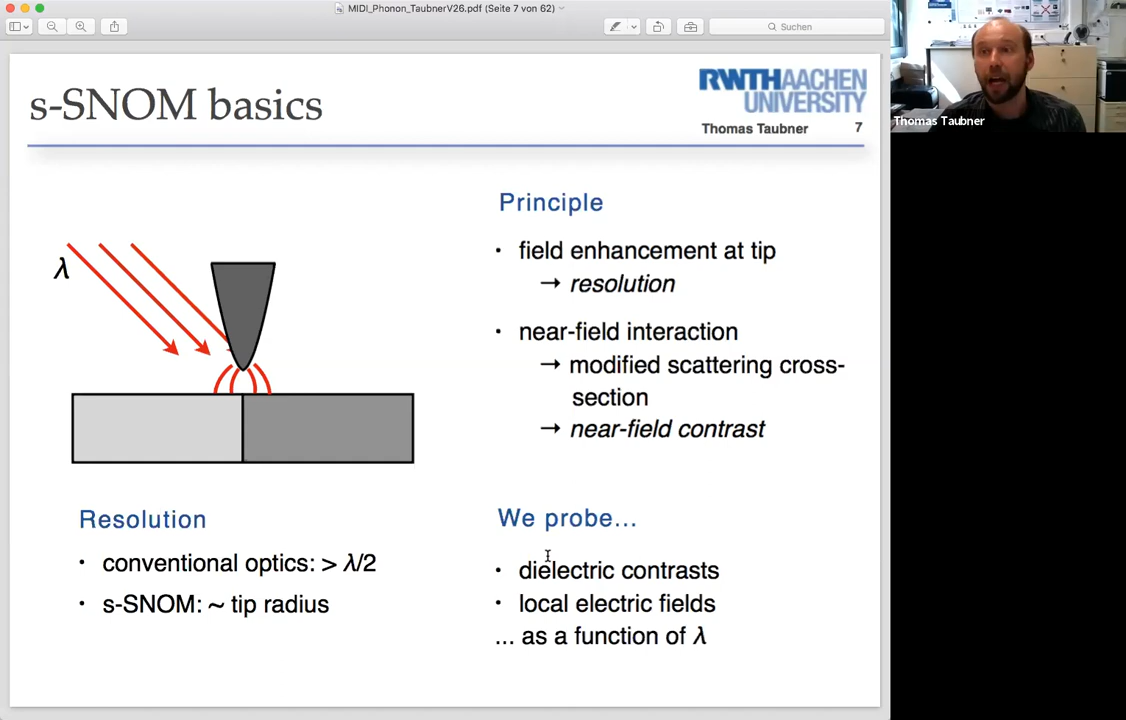 MIDI_Phonon_TaubnerV26.pdf (Seite 7 von 62)
Suchen
s-SNOM basics
RWTHAACHEN
UNIVERSITY
Thomas Taubner 7
Thomas Taubner
λ
Principle
• field enhancement at tip
→ resolution
• near-field interaction
→ modified scattering cross-
section
→ near-field contrast
Resolution
• conventional optics: > λ/2
• s-SNOM: ~ tip radius
We probe...
• dielectric contrasts
• local electric fields
... as a function of λ